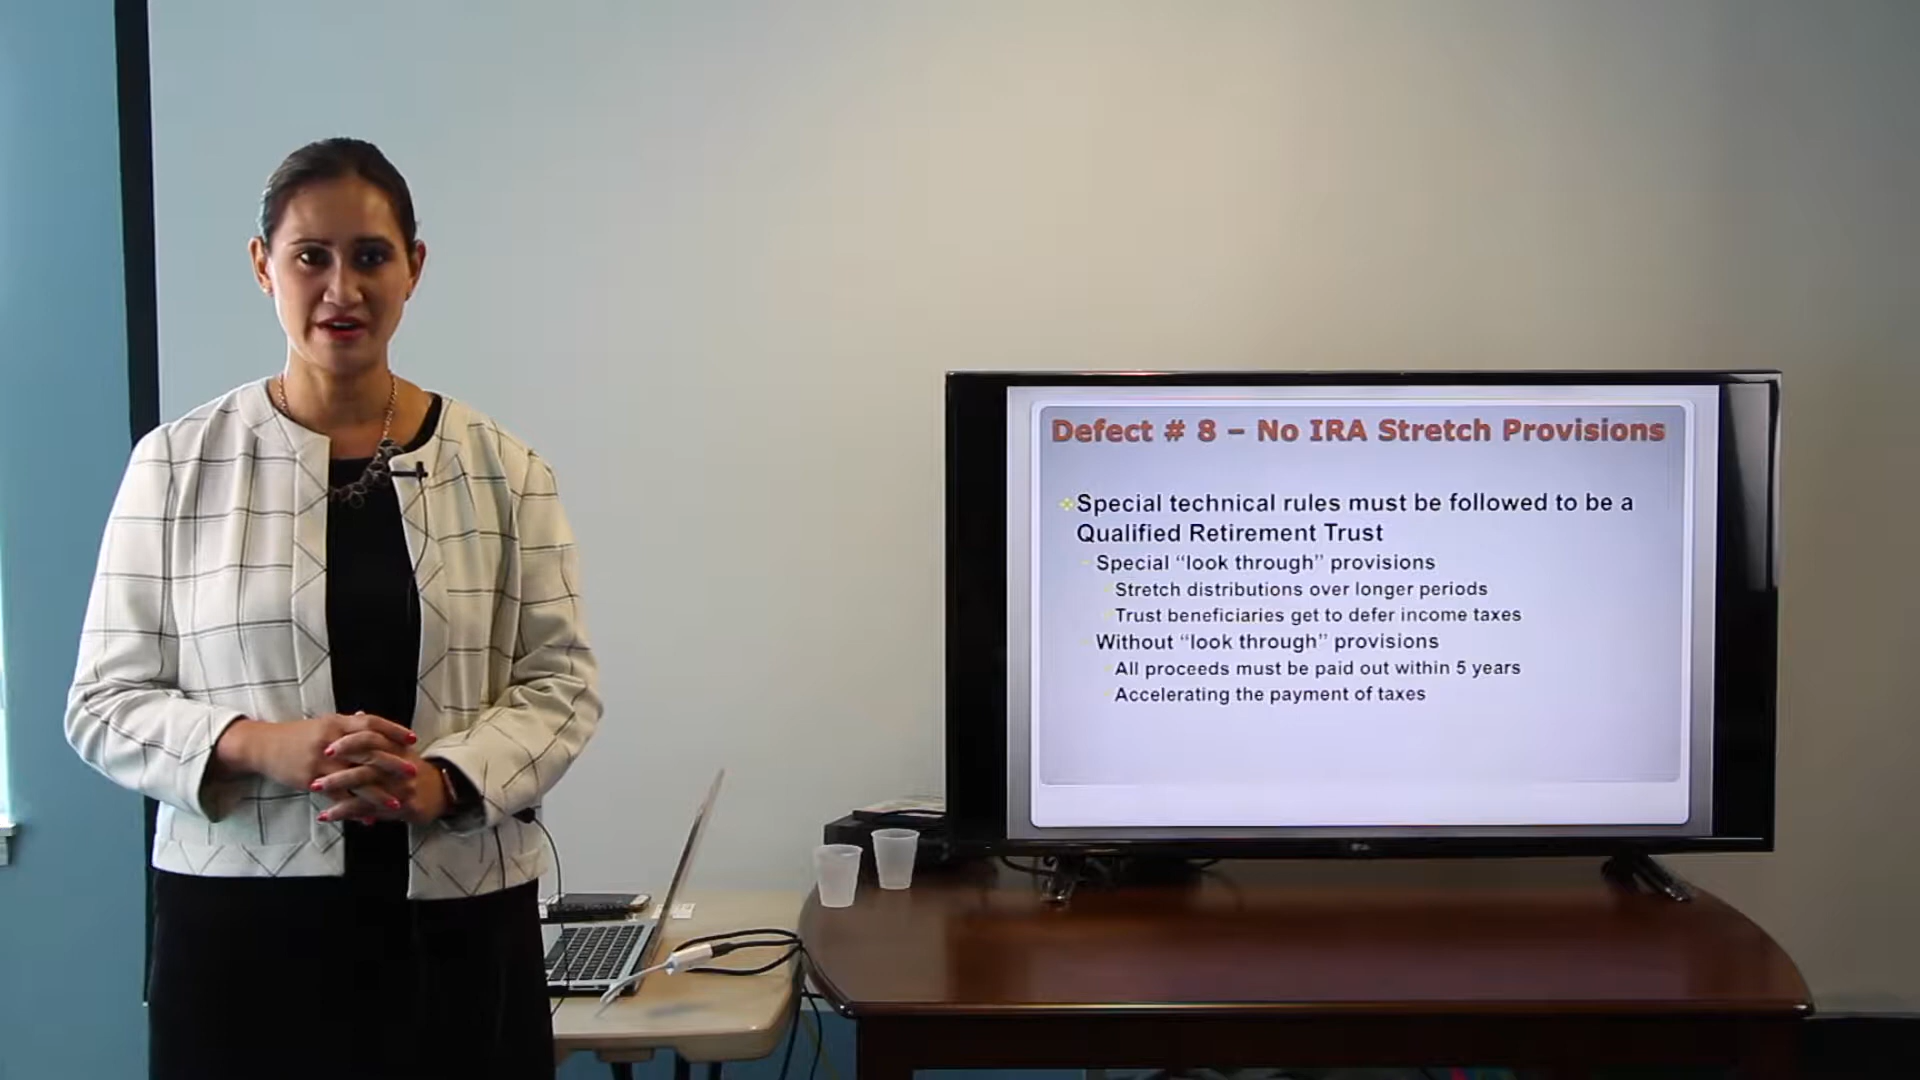 Defect # 8 – No IRA Stretch Provisions
Special technical rules must be followed to be a
Qualified Retirement Trust
Special “look through” provisions
Stretch distributions over longer periods
Trust beneficiaries get to defer income taxes
Without “look through” provisions
All proceeds must be paid out within 5 years
Accelerating the payment of taxes